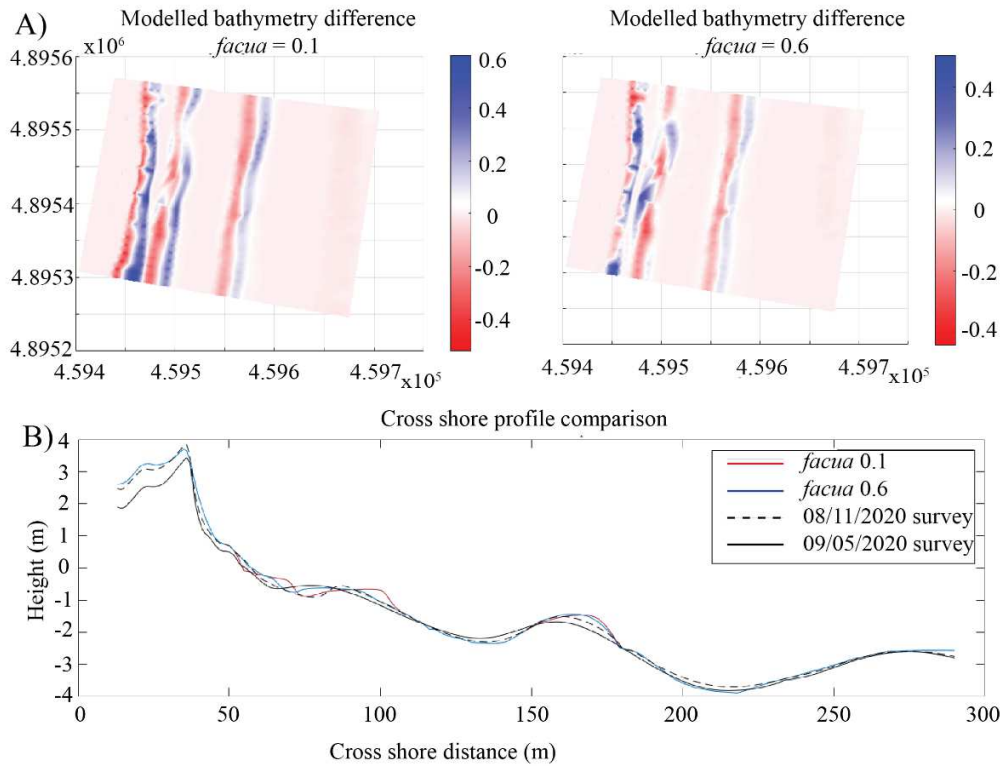 A)
Modelled bathymetry difference
facua = 0.1
x10⁶
4.8956
4.8955
4.8954
4.8953
4.8952
4.594
4.595
4.596
4.597
x10⁵
0.6
0.4
0.2
0
-0.2
-0.4
Modelled bathymetry difference
facua = 0.6
4.594
4.595
4.596
4.597
x10⁵
0.4
0.2
0
-0.2
-0.4
B)
Cross shore profile comparison
4
3
2
1
0
-1
-2
-3
-4
Height (m)
facua 0.1
facua 0.6
08/11/2020 survey
09/05/2020 survey
0
50
100
150
200
250
300
Cross shore distance (m)